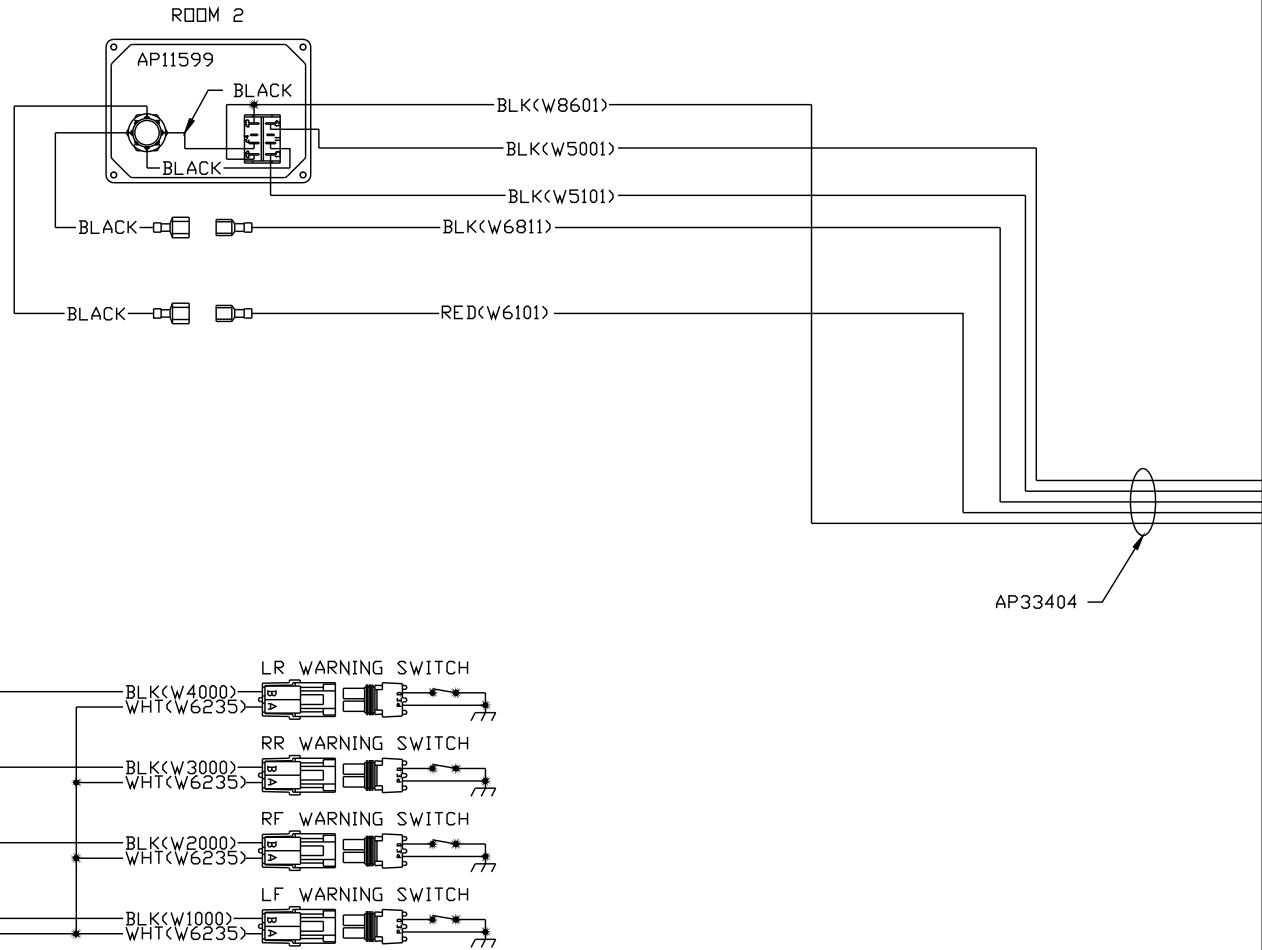 ROOM 2
AP11599
BLACK
BLK(W8601)
BLK(W5001)
BLACK
BLK(W5101)
BLACK
BLK(W6811)
BLACK
RED(W6101)
AP33404
LR WARNING SWITCH
BLK(W4000)
WHT(W6235)
B
A
RR WARNING SWITCH
BLK(W3000)
WHT(W6235)
B
A
RF WARNING SWITCH
BLK(W2000)
WHT(W6235)
B
A
LF WARNING SWITCH
BLK(W1000)
WHT(W6235)
B
A